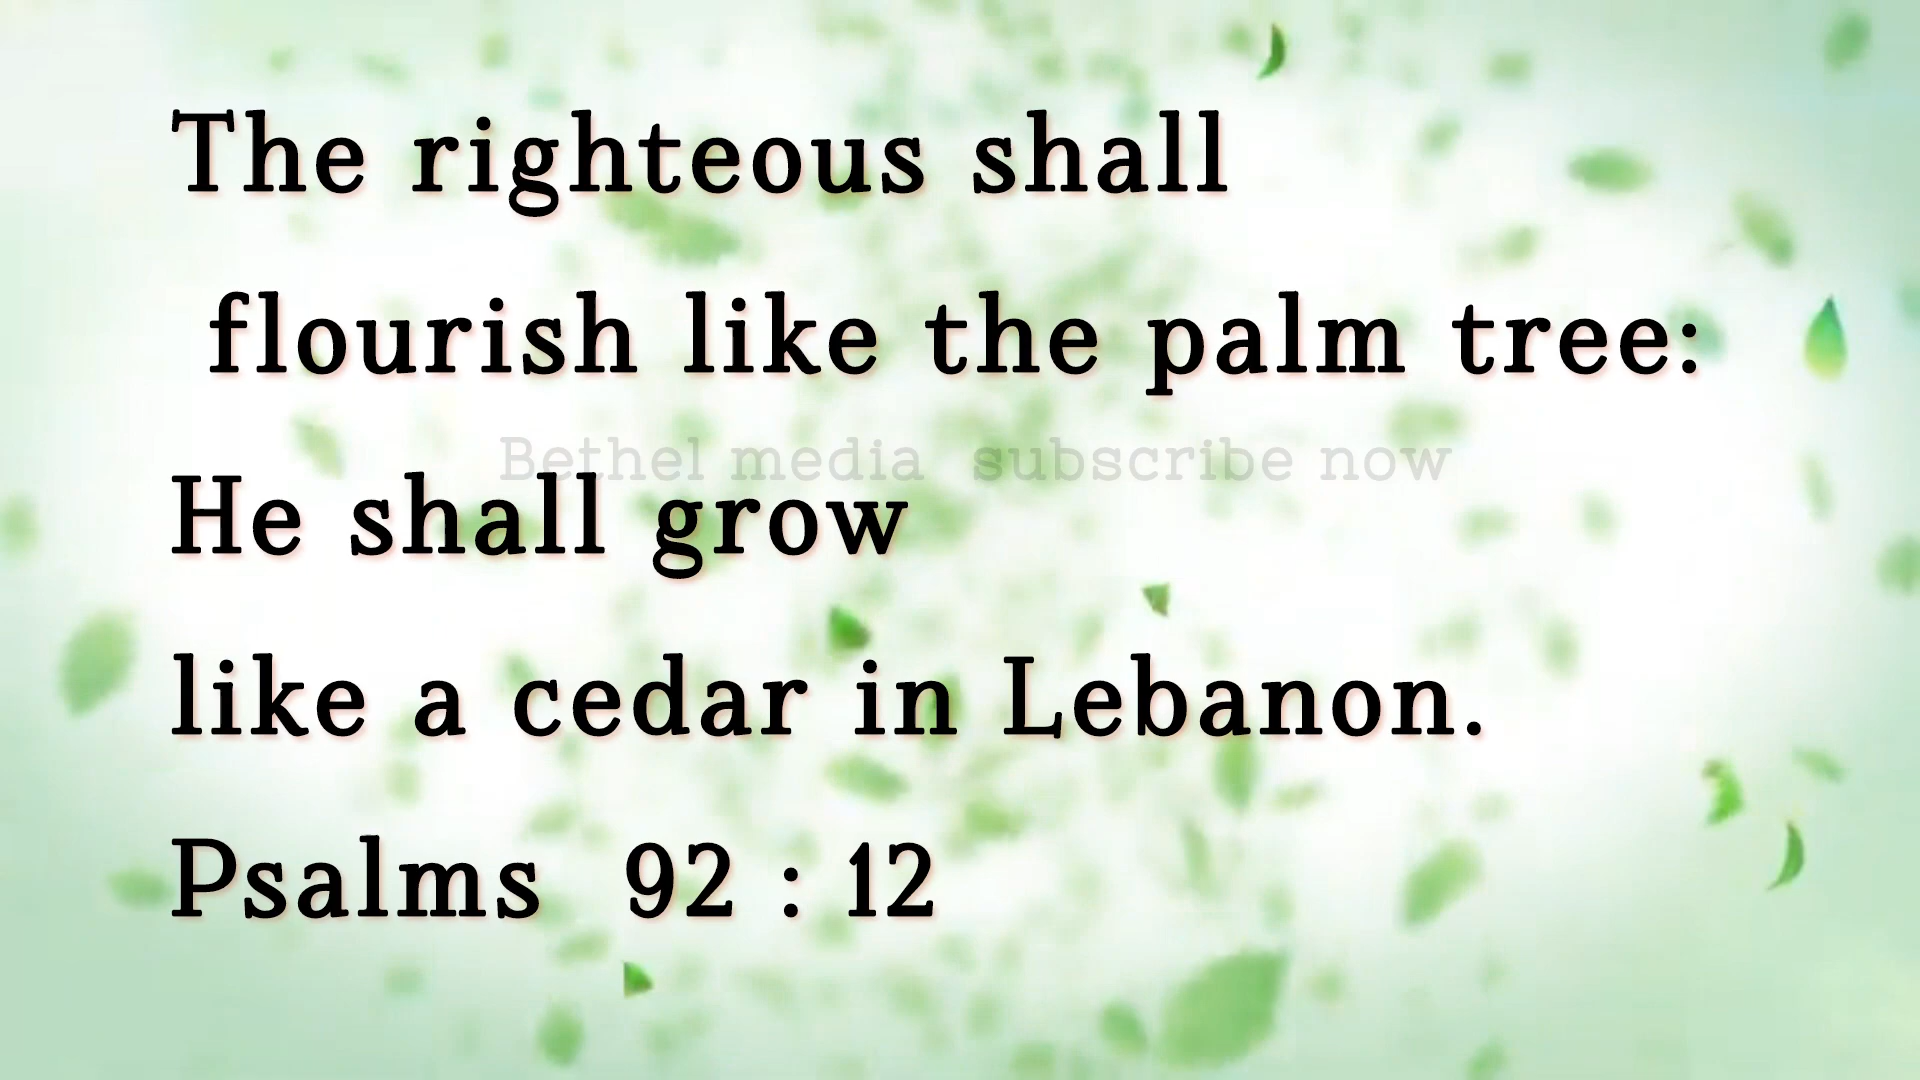 The righteous shall
flourish like the palm tree:
Bethel media subscribe now
He shall grow
like a cedar in Lebanon.
Psalms 92 : 12